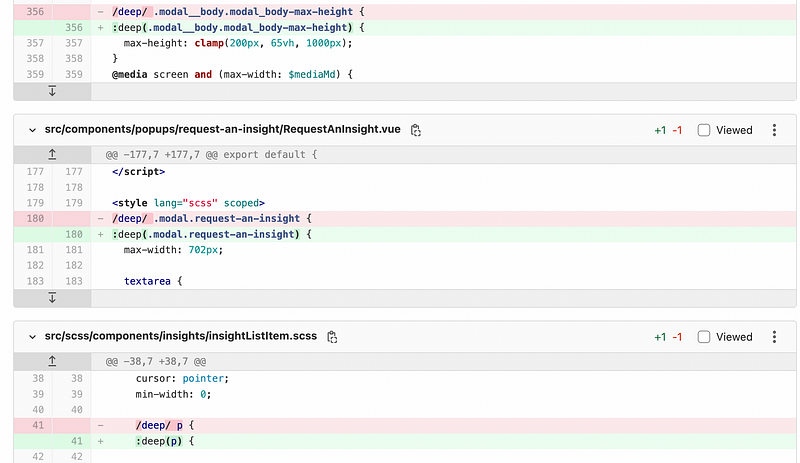 356 - /deep/ .modal__body.modal_body-max-height {
356 + :deep(.modal__body.modal_body-max-height) {
357 357 max-height: clamp(200px, 65vh, 1000px);
358 358 }
359 359 @media screen and (max-width: $mediaMd) {
src/components/popups/request-an-insight/RequestAnInsight.vue +1 -1 Viewed
@@ -177,7 +177,7 @@ export default {
177 177 </script>
178 178
179 179 <style lang="scss" scoped>
180 - /deep/ .modal.request-an-insight {
180 + :deep(.modal.request-an-insight) {
181 181 max-width: 702px;
182 182
183 183 textarea {
src/scss/components/insights/insightListItem.scss +1 -1 Viewed
@@ -38,7 +38,7 @@
38 38 cursor: pointer;
39 39 min-width: 0;
40 40
41 - /deep/ p {
41 + :deep(p) {
42 42